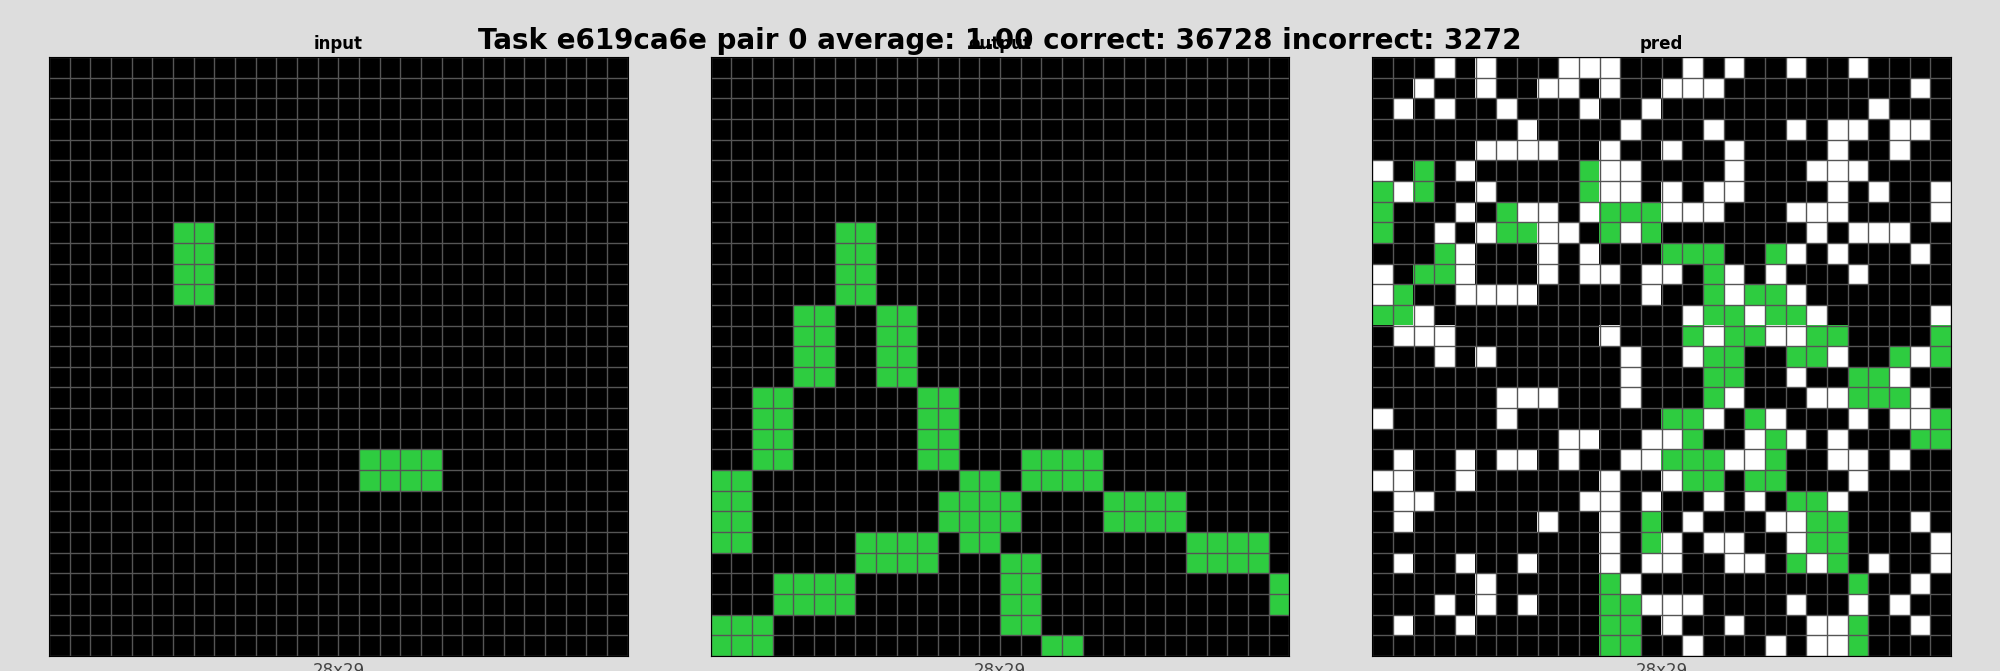 Task e619ca6e pair 0 average: 1.00 correct: 36728 incorrect: 3272
input
output
pred
28x29
28x29
28x29